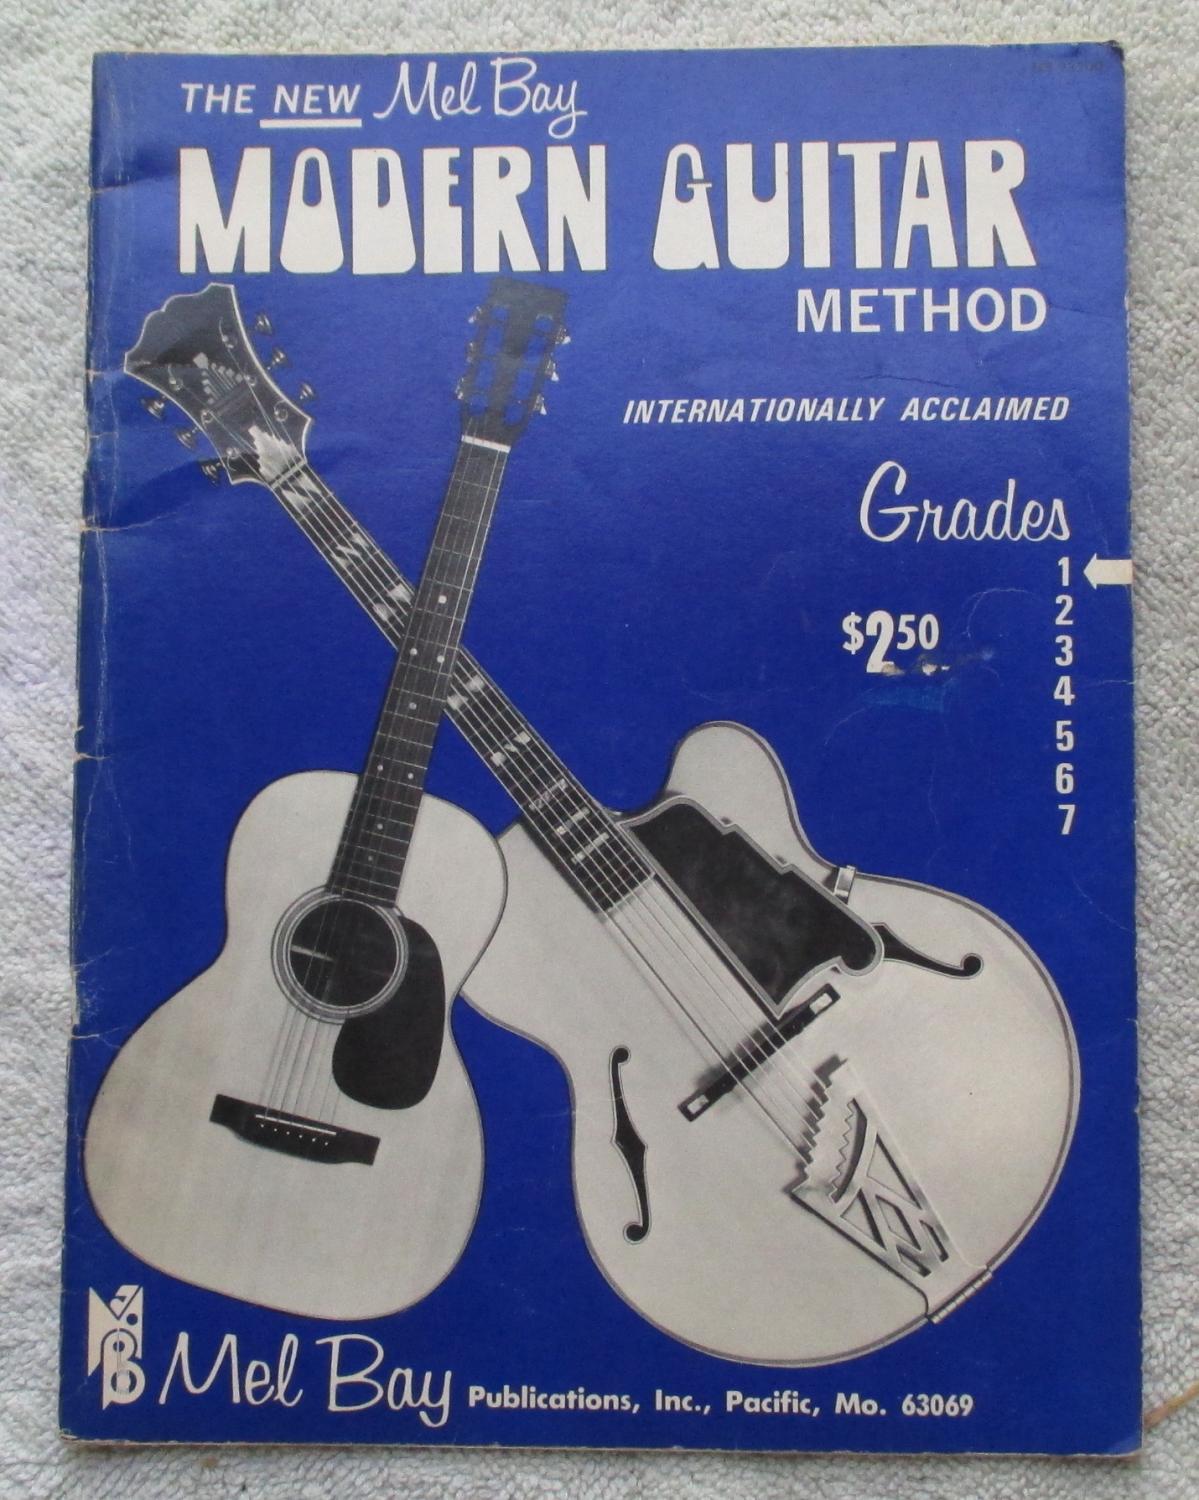 THE NEW Mel Bay
MODERN GUITAR
METHOD
INTERNATIONALLY ACCLAIMED
Grades
1
2
$2.50
3
4
5
6
7
Mel Bay Publications, Inc., Pacific, Mo. 63069